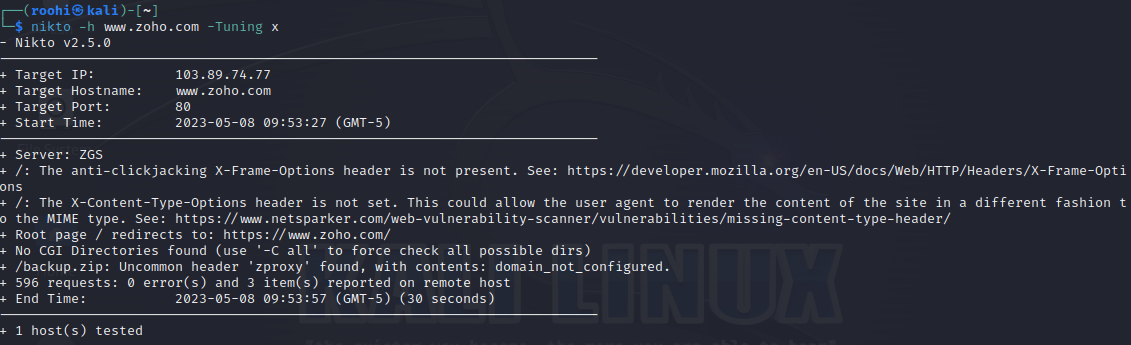 ┌──(roohi㉿kali)-[~]
└─$ nikto -h www.zoho.com -Tuning x
- Nikto v2.5.0
+ Target IP:          103.89.74.77
+ Target Hostname:    www.zoho.com
+ Target Port:        80
+ Start Time:         2023-05-08 09:53:27 (GMT-5)
+ Server: ZGS
+ /: The anti-clickjacking X-Frame-Options header is not present. See: https://developer.mozilla.org/en-US/docs/Web/HTTP/Headers/X-Frame-Opti
ons
+ /: The X-Content-Type-Options header is not set. This could allow the user agent to render the content of the site in a different fashion t
o the MIME type. See: https://www.netsparker.com/web-vulnerability-scanner/vulnerabilities/missing-content-type-header/
+ Root page / redirects to: https://www.zoho.com/
+ No CGI Directories found (use '-C all' to force check all possible dirs)
+ /backup.zip: Uncommon header 'zproxy' found, with contents: domain_not_configured.
+ 596 requests: 0 error(s) and 3 item(s) reported on remote host
+ End Time:           2023-05-08 09:53:57 (GMT-5) (30 seconds)
+ 1 host(s) tested
KALI LINUX